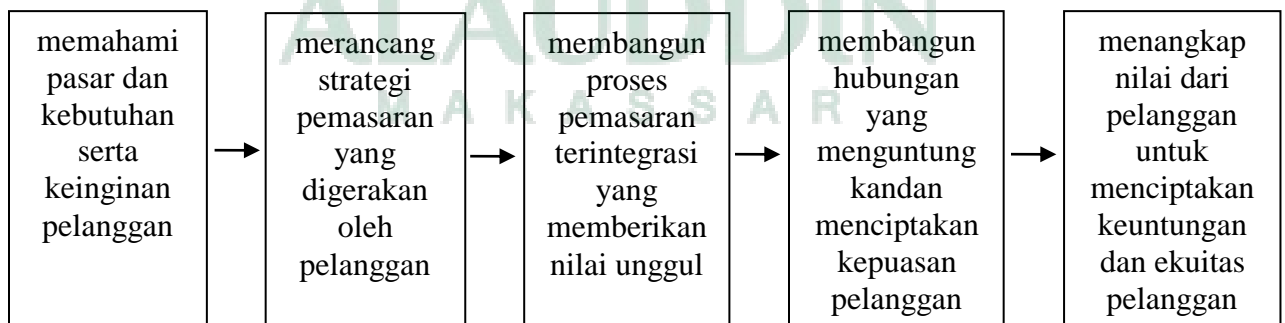 ALAUDDIN
MAKASSAR
memahami
pasar dan
kebutuhan
serta
keinginan
pelanggan
merancang
strategi
pemasaran
yang
digerakan
oleh
pelanggan
membangun
proses
pemasaran
terintegrasi
yang
memberikan
nilai unggul
membangun
hubungan
yang
menguntung
kandan
menciptakan
kepuasan
pelanggan
menangkap
nilai dari
pelanggan
untuk
menciptakan
keuntungan
dan ekuitas
pelanggan